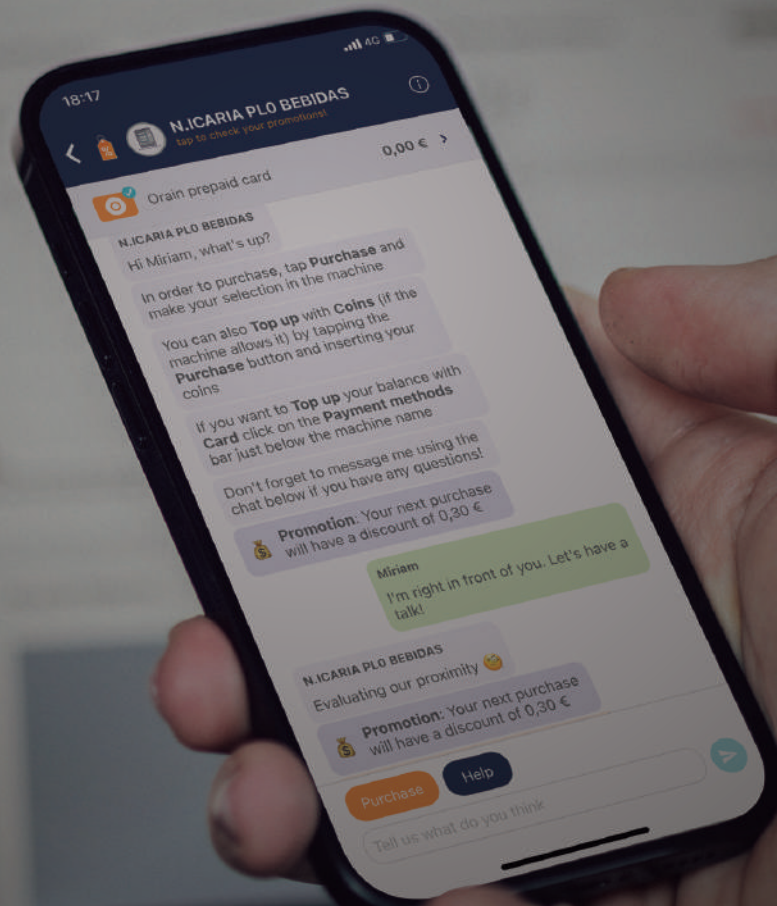 18:17
4G
N.ICARIA PL0 BEBIDAS
tap to check your promotions!
Orain prepaid card
0,00 €
N.ICARIA PL0 BEBIDAS
Hi Miriam, what's up?
In order to purchase, tap Purchase and
make your selection in the machine
You can also Top up with Coins (if the
machine allows it) by tapping the
Purchase button and inserting your
coins
If you want to Top up your balance with
Card click on the Payment methods
bar just below the machine name
Don't forget to message me using the
chat below if you have any questions!
Promotion: Your next purchase
will have a discount of 0,30 €
Miriam
I'm right in front of you. Let's have a
talk!
N.ICARIA PL0 BEBIDAS
Evaluating our proximity
Promotion: Your next purchase
will have a discount of 0,30 €
Purchase
Help
Tell us what do you think